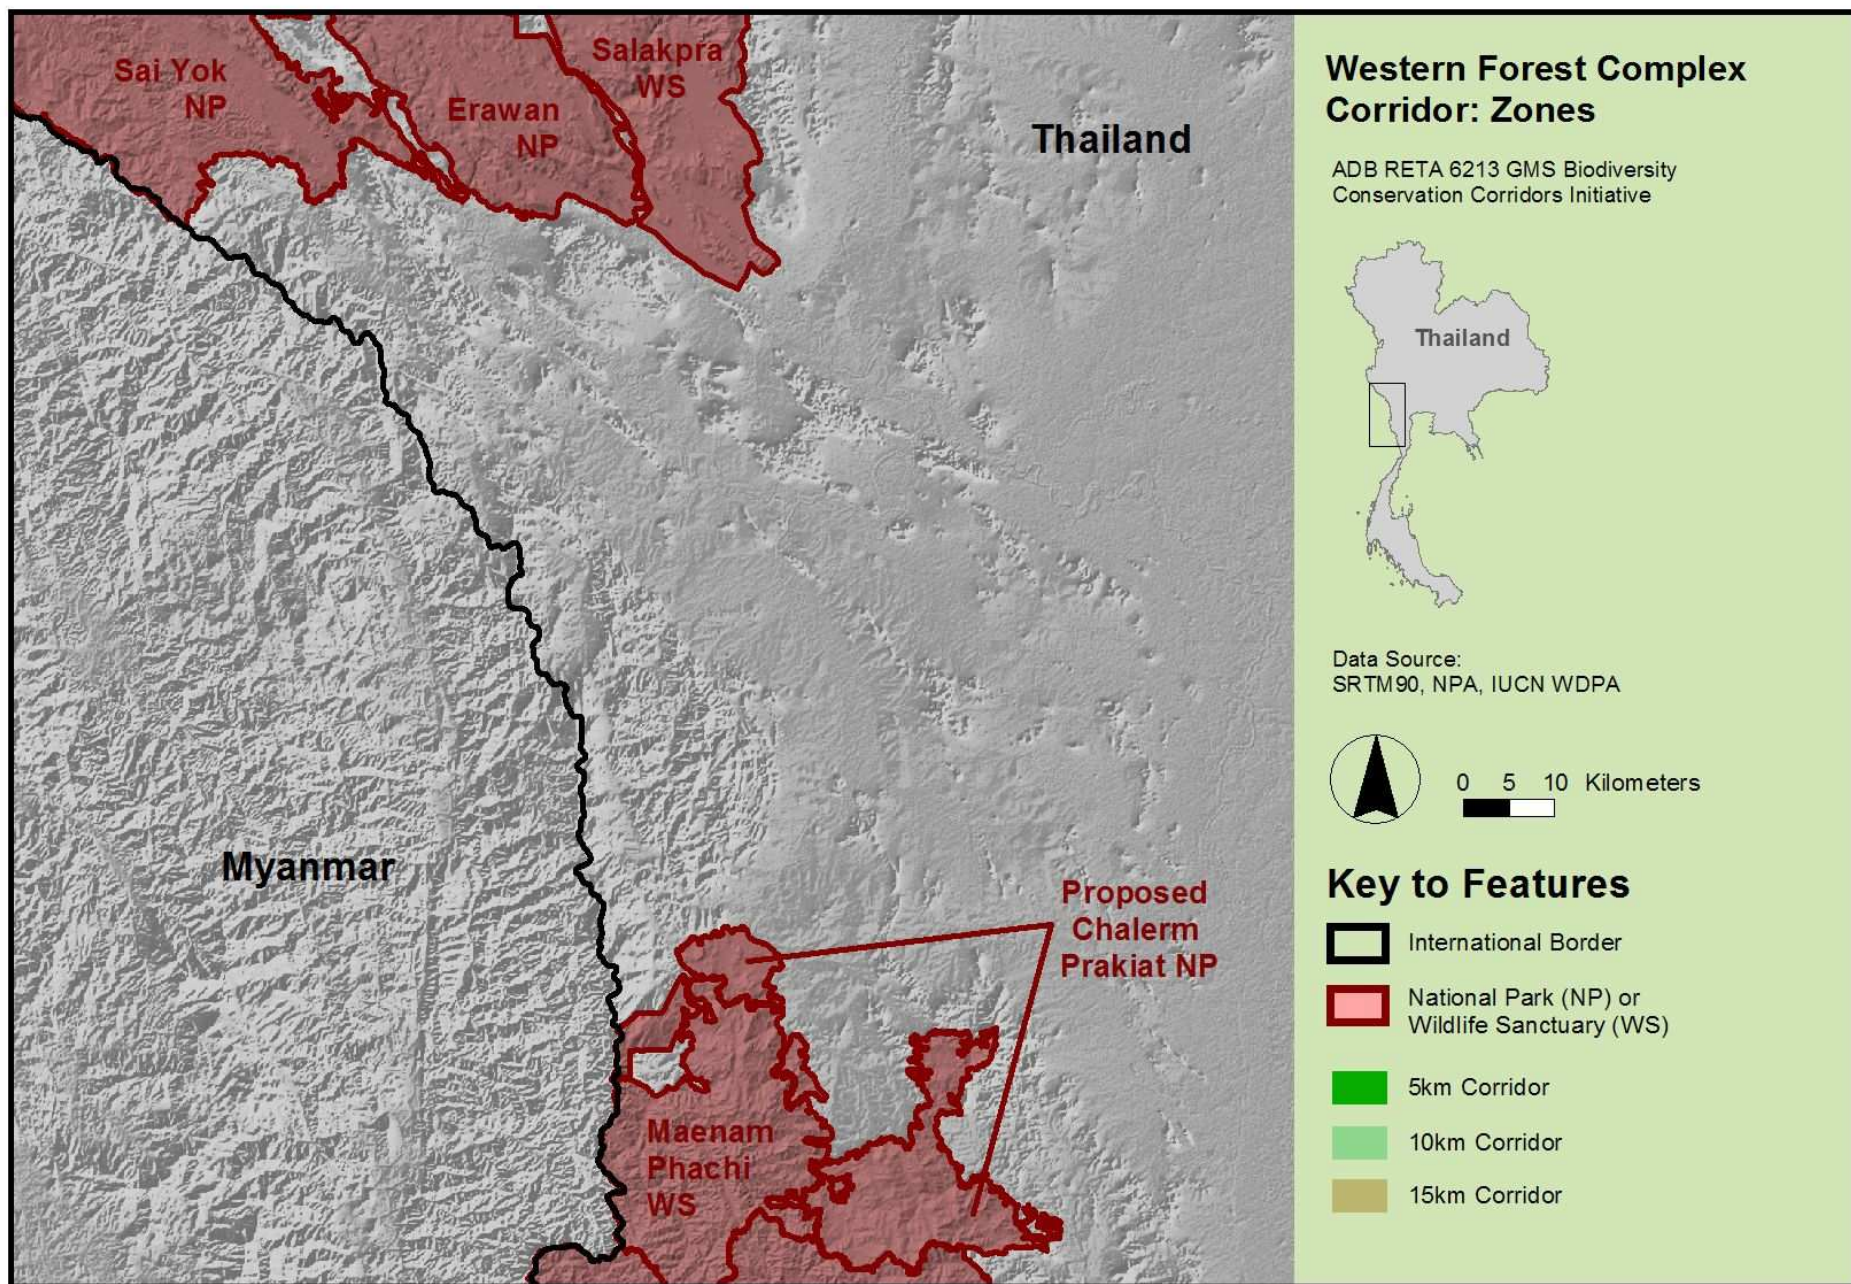 Sai Yok
NP
Erawan
NP
Salakpra
WS
Thailand
Myanmar
Proposed
Chalerm
Prakiat NP
Maenam
Phachi
WS
Western Forest Complex
Corridor: Zones
ADB RETA 6213 GMS Biodiversity
Conservation Corridors Initiative
Thailand
Data Source:
SRTM90, NPA, IUCN WDPA
0 5 10 Kilometers
Key to Features
International Border
National Park (NP) or
Wildlife Sanctuary (WS)
5km Corridor
10km Corridor
15km Corridor